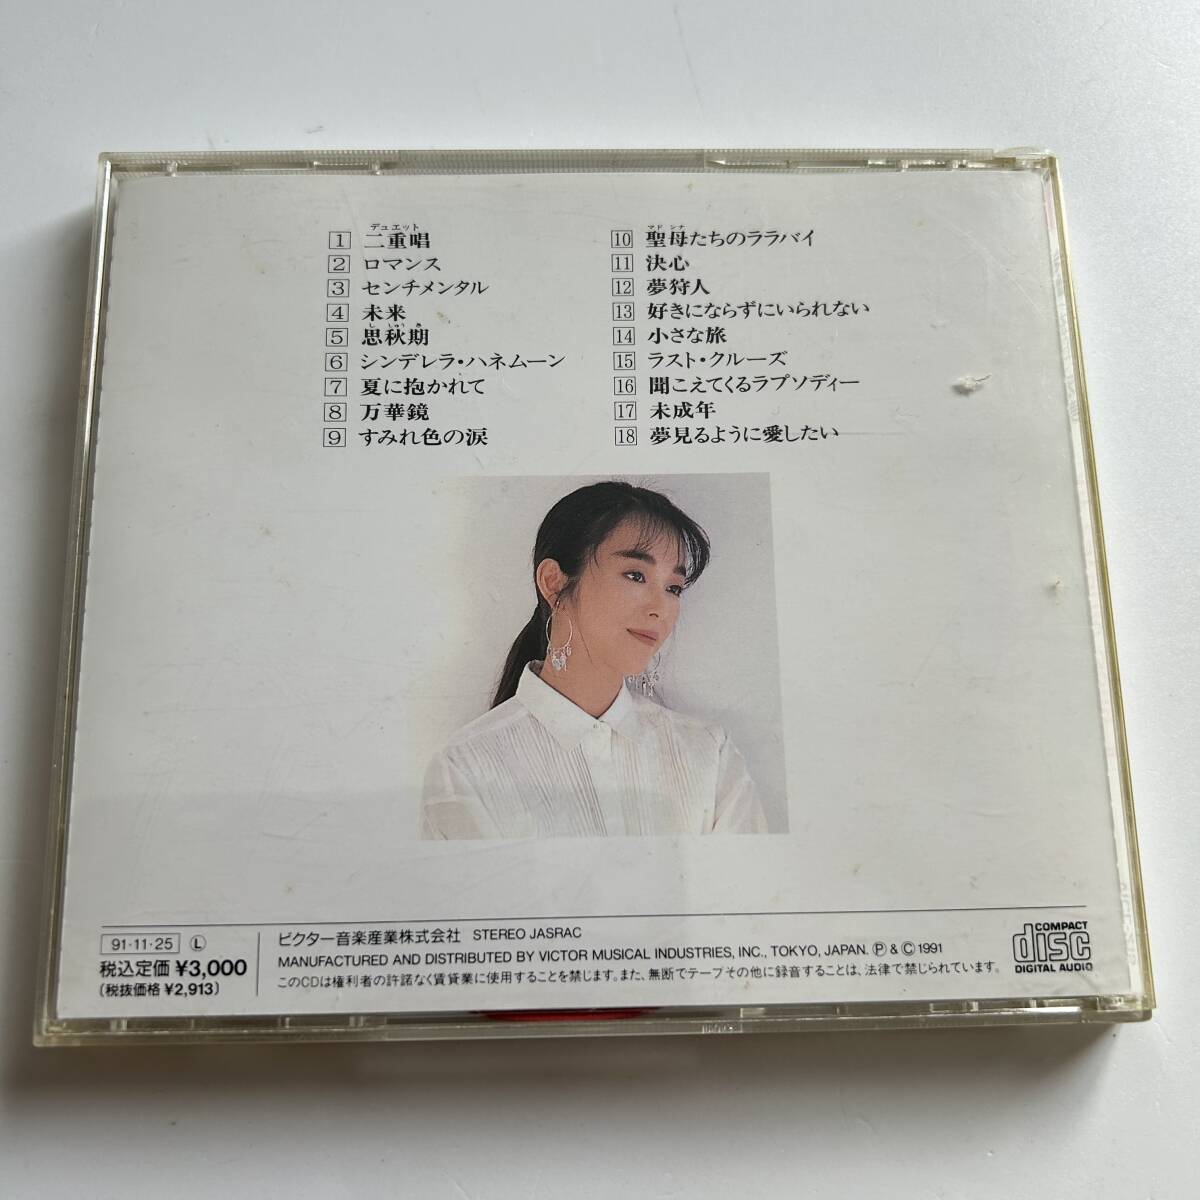 デュエット
1 二重唱
2 ロマンス
3 センチメンタル
4 未来
し しゅう き
5 思秋期
6 シンデレラ・ハネムーン
7 夏に抱かれて
8 万華鏡
9 すみれ色の涙
マド ンナ
10 聖母たちのララバイ
11 決心
12 夢狩人
13 好きにならずにいられない
14 小さな旅
15 ラスト・クルーズ
16 聞こえてくるラプソディー
17 未成年
18 夢見るように愛したい
91・11・25 Ⓛ
税込定価 ¥3,000
(税抜価格 ¥2,913)
ビクター音楽産業株式会社 STEREO JASRAC
MANUFACTURED AND DISTRIBUTED BY VICTOR MUSICAL INDUSTRIES, INC., TOKYO, JAPAN. Ⓟ & © 1991
このCDは権利者の許諾なく賃貸業に使用することを禁じます。また、無断でテープその他に録音することは、法律で禁じられています。
COMPACT
disc
DIGITAL AUDIO